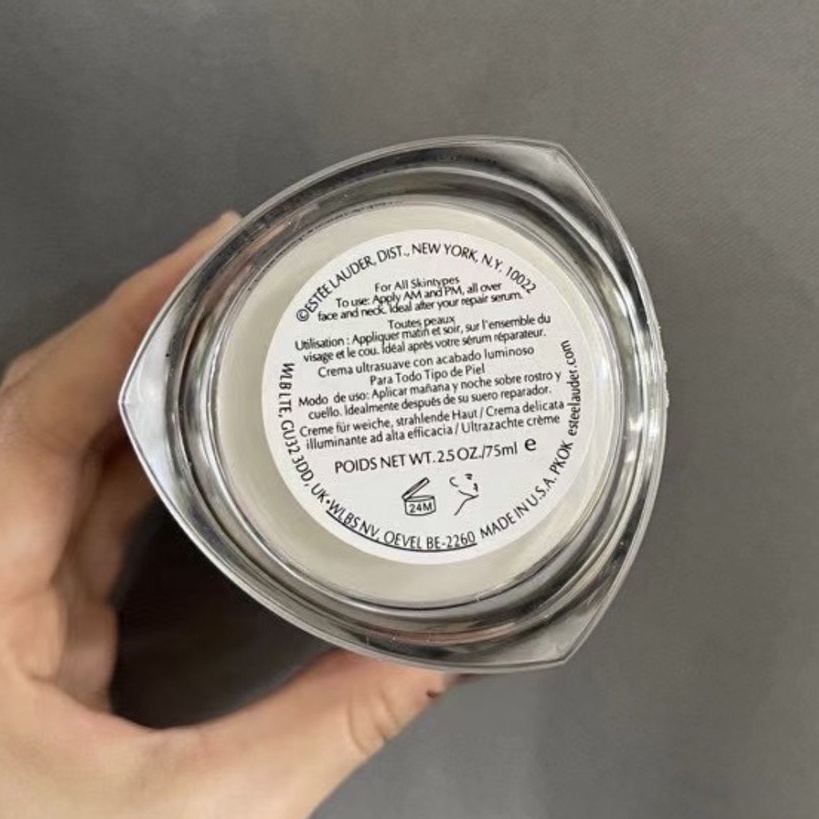 ©ESTĒE LAUDER, DIST., NEW YORK, N.Y. 10022
For All Skintypes
To use: Apply AM and PM, all over
face and neck. Ideal after your repair serum.
Toutes peaux
Utilisation : Appliquer matin et soir, sur l'ensemble du
visage et le cou. Idéal après votre sérum réparateur.
Crema ultrasuave con acabado luminoso
Para Todo Tipo de Piel
Modo de uso: Aplicar mañana y noche sobre rostro y
cuello. Idealmente después de su suero reparador.
Creme für weiche, strahlende Haut / Crema delicata
illuminante ad alta efficacia / Ultrazachte crème
POIDS NET WT. 2.5 OZ./75ml e
24M
WLB LTE, GU32 3DD, UK•WLBS NV, OEVEL BE-2260 MADE IN U.S.A. PKOK esteelauder.com